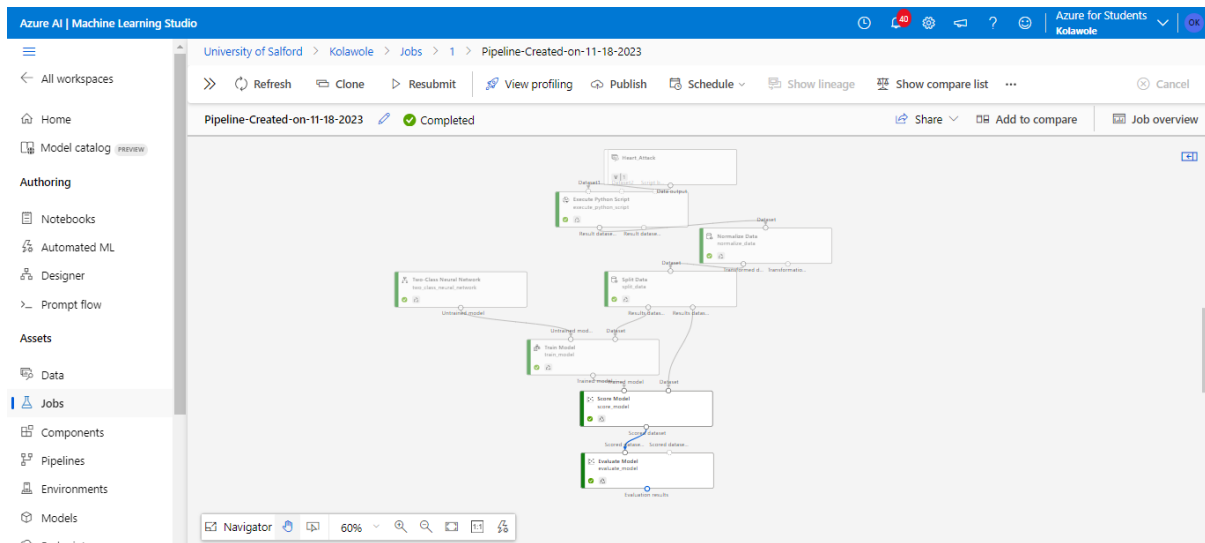 Azure AI | Machine Learning Studio
40
?
Azure for Students
Kolawole
OK
All workspaces
Home
Model catalog PREVIEW
Authoring
Notebooks
Automated ML
Designer
Prompt flow
Assets
Data
Jobs
Components
Pipelines
Environments
Models
University of Salford > Kolawole > Jobs > 1 > Pipeline-Created-on-11-18-2023
Refresh Clone Resubmit View profiling Publish Schedule Show lineage Show compare list ... Cancel
Pipeline-Created-on-11-18-2023 Completed Share Add to compare Job overview
Heart_Attack
Dataset1 Data output
Execute Python Script
execute_python_script
Result datase... Result datase...
Dataset
Normalize Data
normalize_data
Transformed d... Transformatio...
Dataset
Split Data
split_data
Results datas... Results datas...
Two-Class Neural Network
two_class_neural_network
Untrained model
Untrained mod... Dataset
Train Model
train_model
Trained model
Dataset
Score Model
score_model
Scored dataset
Scored datase... Scored datase...
Evaluate Model
evaluate_model
Evaluation results
Navigator 60% 1:1